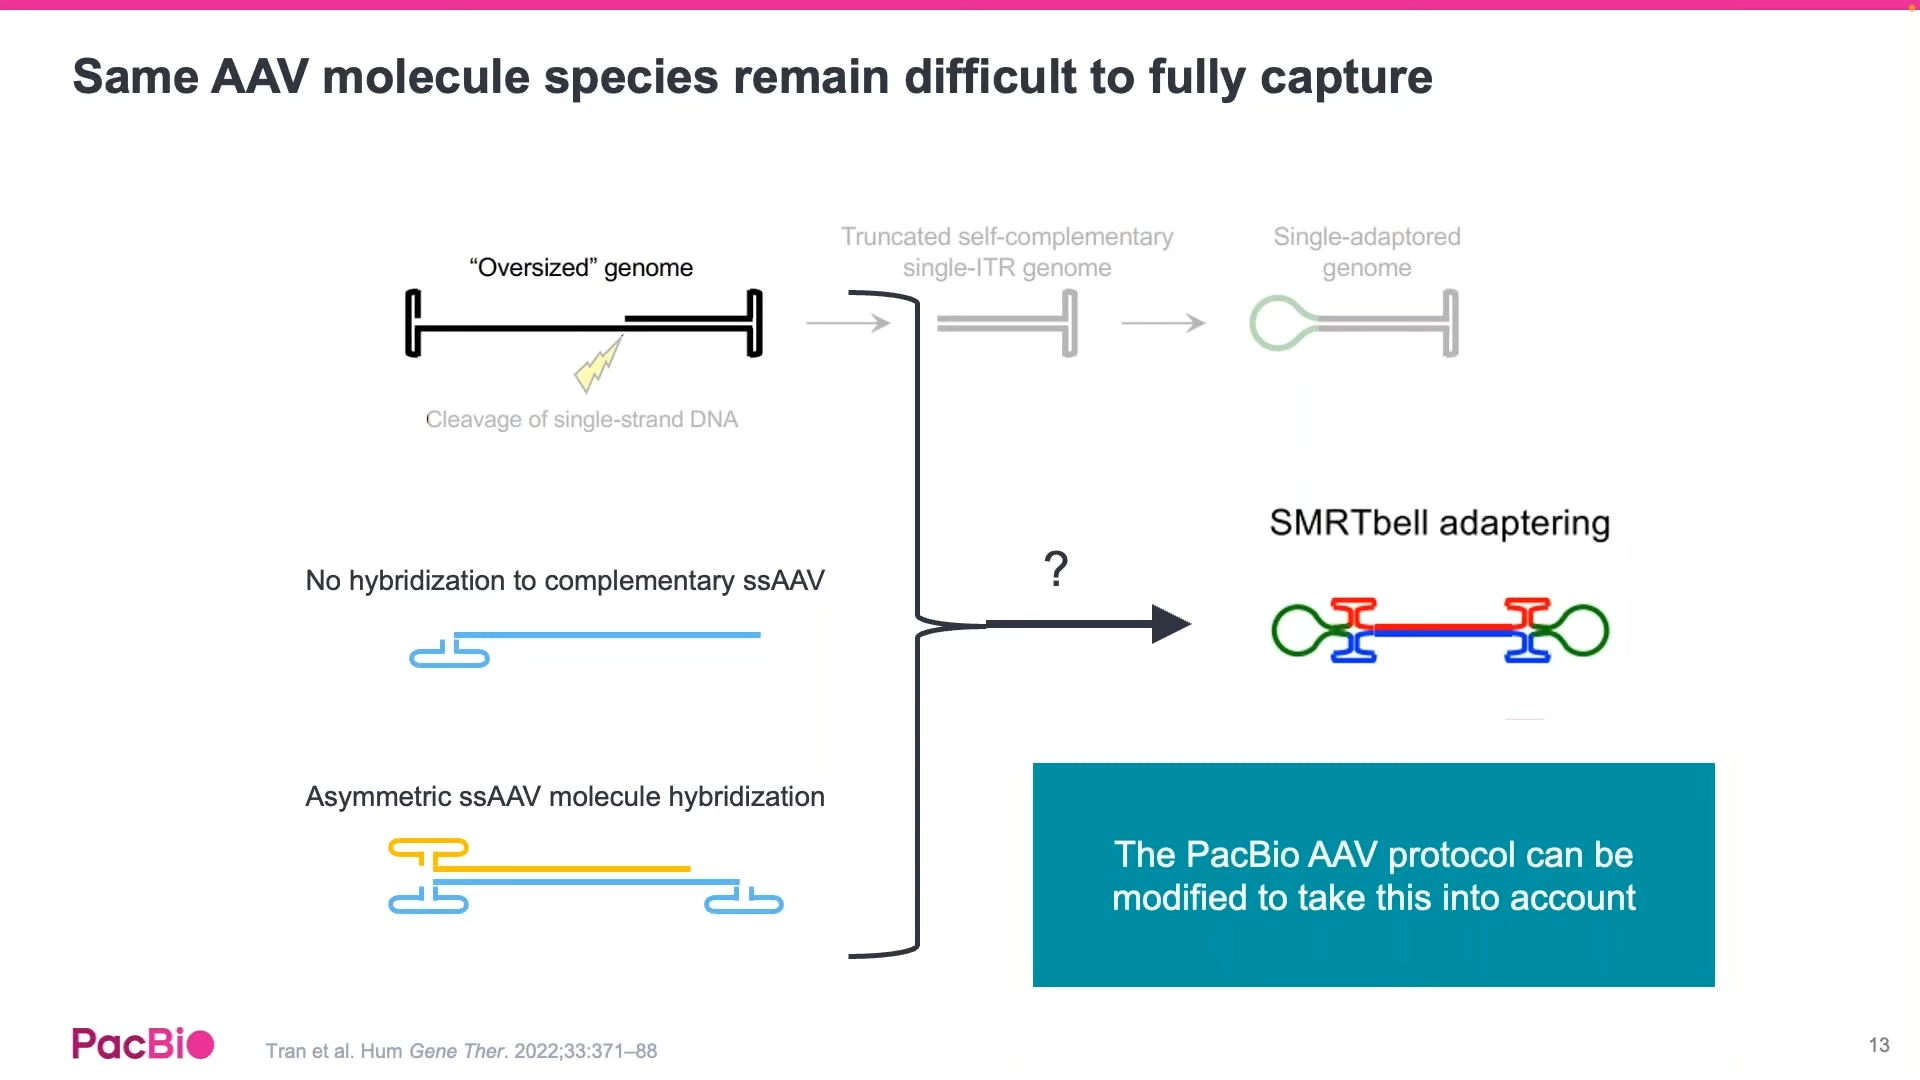 Same AAV molecule species remain difficult to fully capture
“Oversized” genome
Truncated self-complementary
single-ITR genome
Single-adaptored
genome
Cleavage of single-strand DNA
No hybridization to complementary ssAAV
?
SMRTbell adaptering
Asymmetric ssAAV molecule hybridization
The PacBio AAV protocol can be
modified to take this into account
PacBio
Tran et al. Hum Gene Ther. 2022;33:371–88
13